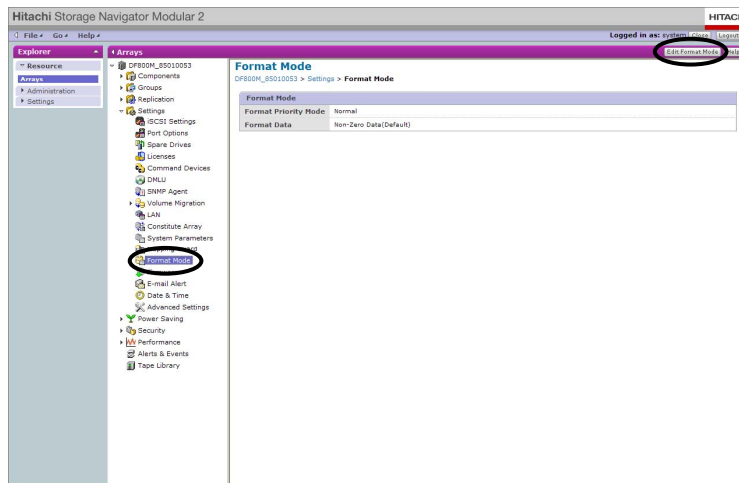 Hitachi Storage Navigator Modular 2
HITACHI
File Go Help
Logged in as: system Close Logout
Explorer
Arrays
Edit Format Mode Help
Resource
Arrays
Administration
Settings
DF800M_85010053
Components
Groups
Replication
Settings
iSCSI Settings
Port Options
Spare Drives
Licenses
Command Devices
DMLU
SNMP Agent
Volume Migration
LAN
Constitute Array
System Parameters
Format Mode
E-mail Alert
Date & Time
Advanced Settings
Power Saving
Security
Performance
Alerts & Events
Tape Library
Format Mode
DF800M_85010053 > Settings > Format Mode
Format Mode
Format Priority Mode Normal
Format Data Non-Zero Data(Default)